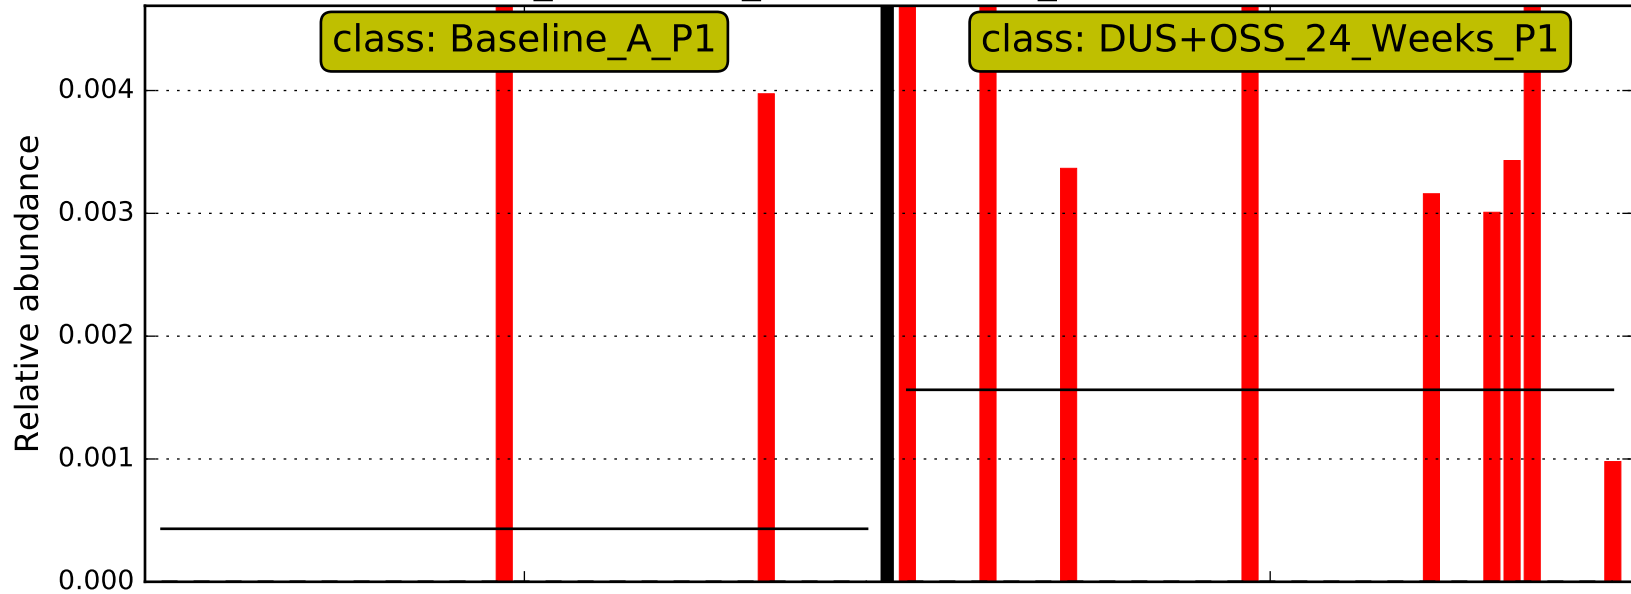 class: Baseline_A_P1
class: DUS+OSS_24_Weeks_P1
Relative abundance
0.004
0.003
0.002
0.001
0.000